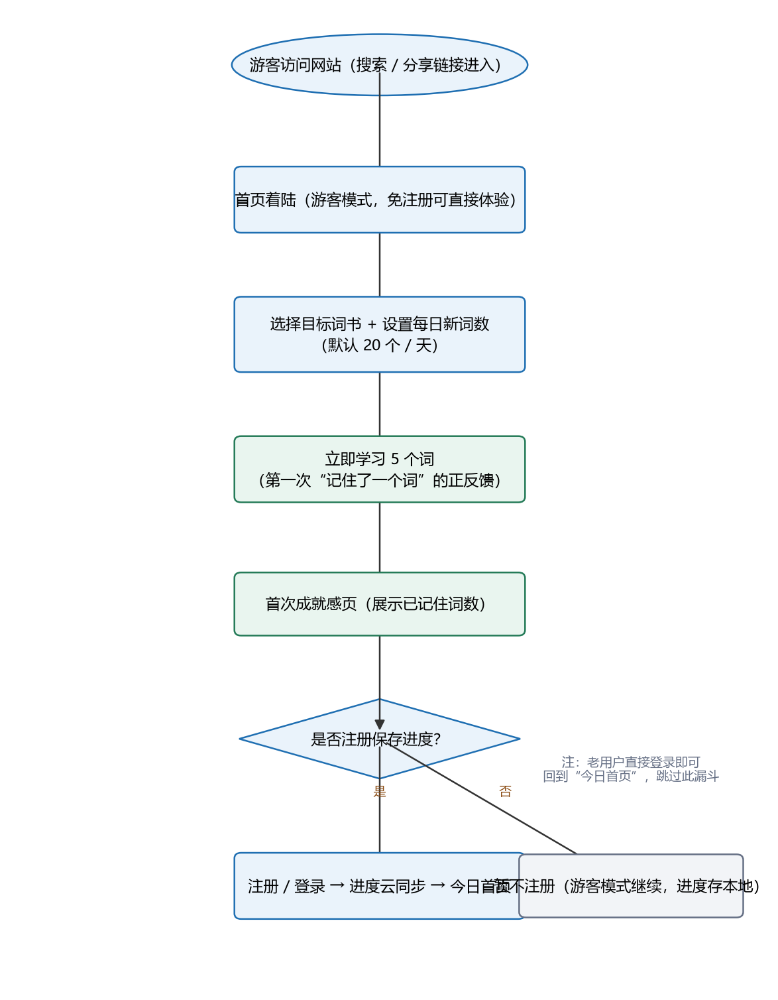 游客访问网站（搜索 / 分享链接进入）
首页着陆（游客模式，免注册可直接体验）
选择目标词书 + 设置每日新词数
（默认 20 个 / 天）
立即学习 5 个词
（第一次“记住了一个词”的正反馈）
首次成就感页（展示已记住词数）
是否注册保存进度？
注：老用户直接登录即可
回到“今日首页”，跳过此漏斗
是
否
注册 / 登录 → 进度云同步 → 今日首页
暂不注册（游客模式继续，进度存本地）